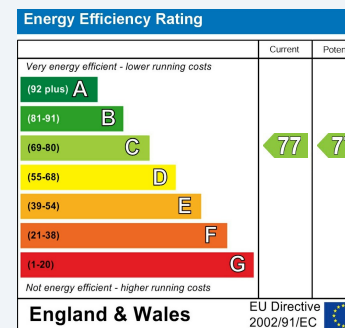 Energy Efficiency Rating
Current
Very energy efficient - lower running costs
(92 plus) A
(81-91) B
(69-80) C 77
(55-68) D
(39-54) E
(21-38) F
(1-20) G
Not energy efficient - higher running costs
England & Wales
EU Directive
2002/91/EC